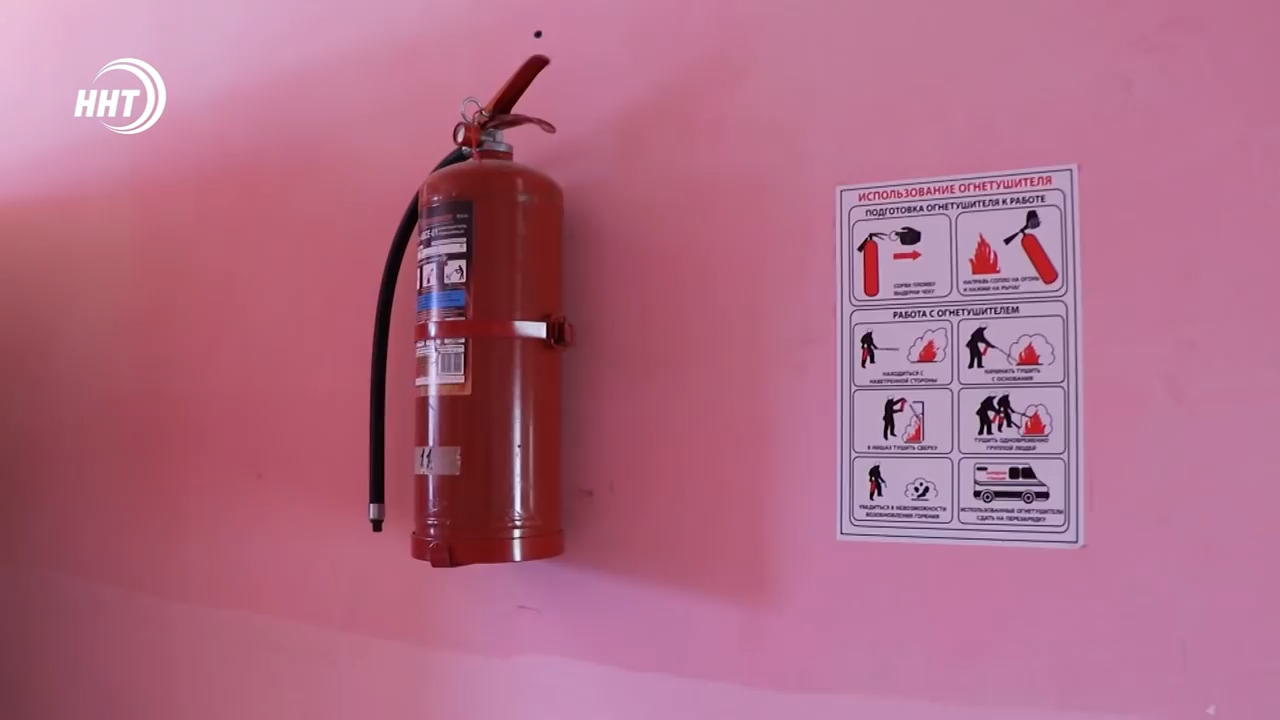 ННТ
ИСПОЛЬЗОВАНИЕ ОГНЕТУШИТЕЛЯ
ПОДГОТОВКА ОГНЕТУШИТЕЛЯ К РАБОТЕ
СОРВИ ПЛОМБУ
ВЫДЕРНИ ЧЕКУ
НАПРАВЬ СОПЛО НА ОГОНЬ
И НАЖМИ НА РЫЧАГ
РАБОТА С ОГНЕТУШИТЕЛЕМ
НАХОДИТЬСЯ С
НАВЕТРЕННОЙ СТОРОНЫ
НАЧИНАТЬ ТУШИТЬ
С ОСНОВАНИЯ
В НИШАХ ТУШИТЬ СВЕРХУ
ТУШИТЬ ОДНОВРЕМЕННО
ГРУППОЙ ЛЮДЕЙ
УБЕДИТЬСЯ В НЕВОЗМОЖНОСТИ
ВОЗОБНОВЛЕНИЯ ГОРЕНИЯ
ИСПОЛЬЗОВАННЫЕ ОГНЕТУШИТЕЛИ
СДАТЬ НА ПЕРЕЗАРЯДКУ